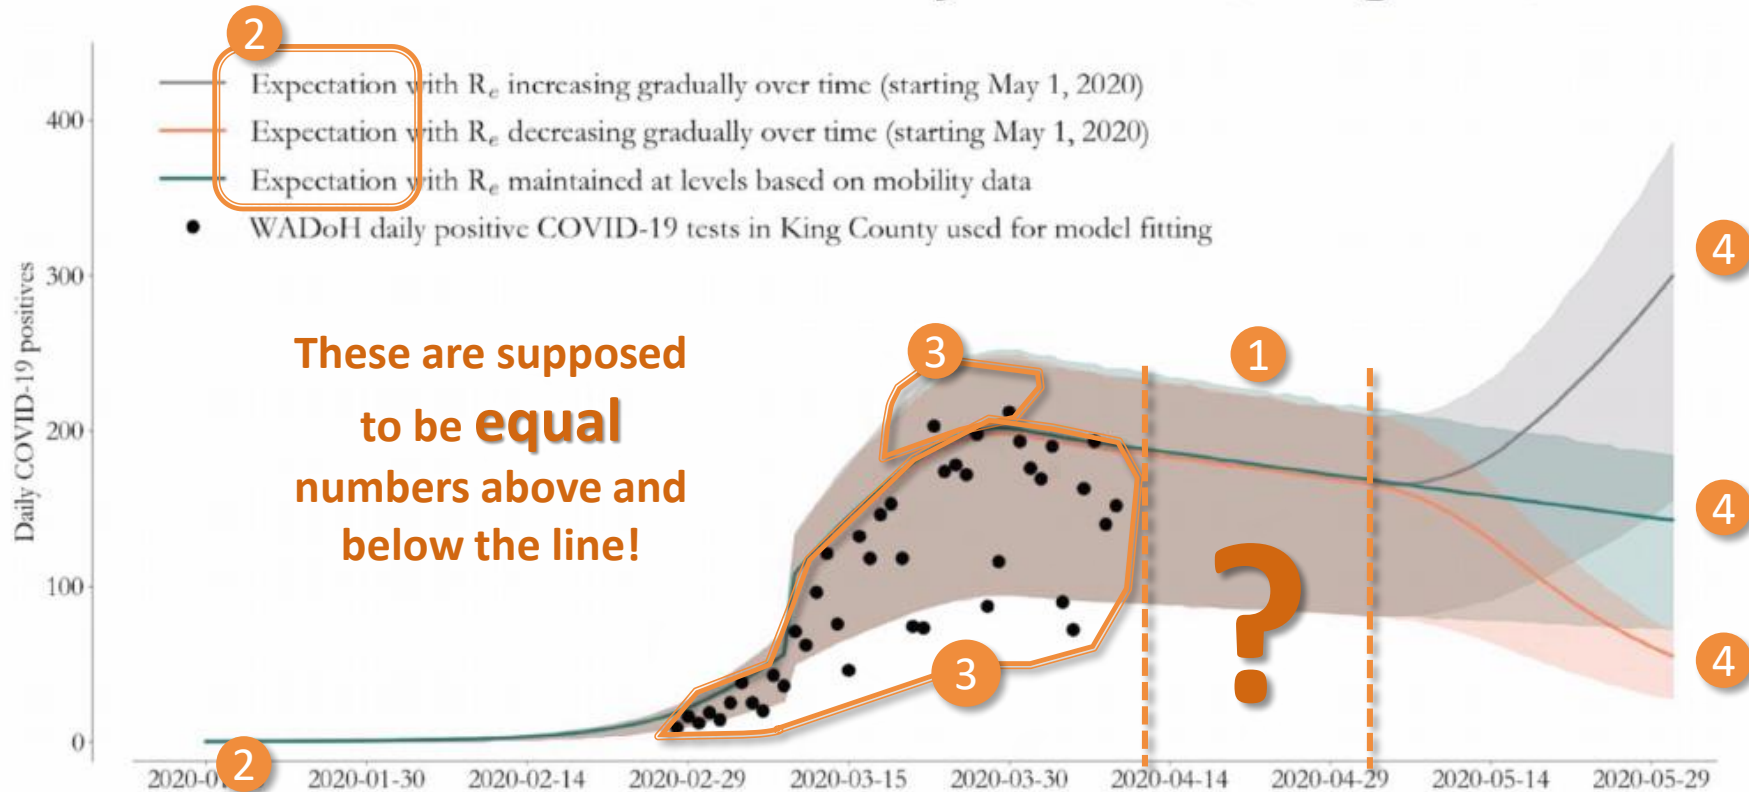 2
Expectation with Re increasing gradually over time (starting May 1, 2020)
Expectation with Re decreasing gradually over time (starting May 1, 2020)
Expectation with Re maintained at levels based on mobility data
WADoH daily positive COVID-19 tests in King County used for model fitting
400
300
200
100
0
Daily COVID-19 positives
These are supposed
to be equal
numbers above and
below the line!
3
1
4
4
4
3
?
2
2020-0
2020-01-30
2020-02-14
2020-02-29
2020-03-15
2020-03-30
2020-04-14
2020-04-29
2020-05-14
2020-05-29